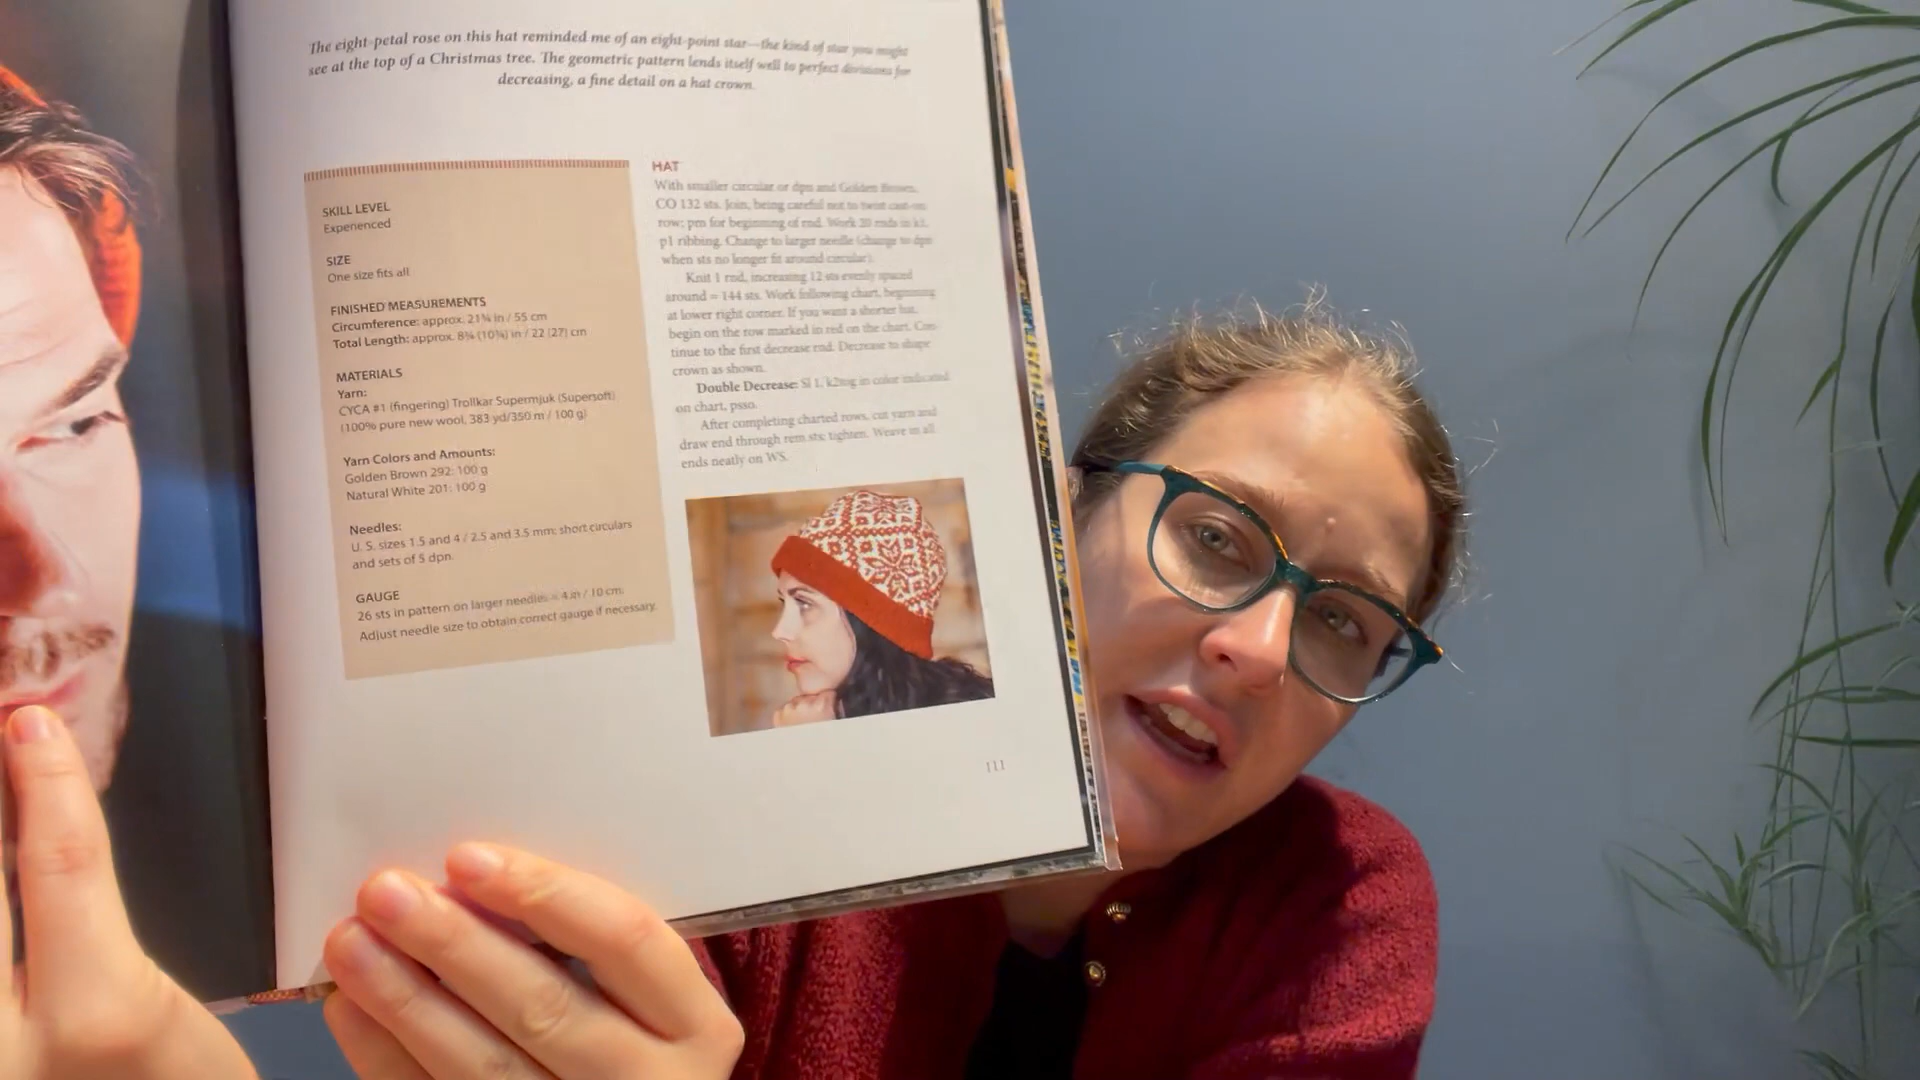 The eight-petal rose on this hat reminded me of an eight-point star—the kind of star you might
see at the top of a Christmas tree. The geometric pattern lends itself well to perfect divisions for
decreasing, a fine detail on a hat crown.
SKILL LEVEL
Experienced
SIZE
One size fits all
FINISHED MEASUREMENTS
Circumference: approx. 21¾ in / 55 cm
Total Length: approx. 8¾ (10¾) in / 22 (27) cm
MATERIALS
Yarn:
CYCA #1 (fingering) Trollkar Supermjuk (Supersoft)
(100% pure new wool, 383 yd/350 m / 100 g)
Yarn Colors and Amounts:
Golden Brown 292: 100 g
Natural White 201: 100 g
Needles:
U. S. sizes 1.5 and 4 / 2.5 and 3.5 mm: short circulars
and sets of 5 dpn.
GAUGE
26 sts in pattern on larger needles = 4 in / 10 cm.
Adjust needle size to obtain correct gauge if necessary.
HAT
With smaller circular or dpn and Golden Brown,
CO 132 sts. Join, being careful not to twist cast-on
row; pm for beginning of rnd. Work 20 rnds in k1,
p1 ribbing. Change to larger needle (change to dpn
when sts no longer fit around circular).
Knit 1 rnd, increasing 12 sts evenly spaced
around = 144 sts. Work following chart, beginning
at lower right corner. If you want a shorter hat,
begin on the row marked in red on the chart. Con-
tinue to the first decrease rnd. Decrease to shape
crown as shown.
Double Decrease: Sl 1, k2tog in color indicated
on chart, psso.
After completing charted rows, cut yarn and
draw end through rem sts; tighten. Weave in all
ends neatly on WS.
111